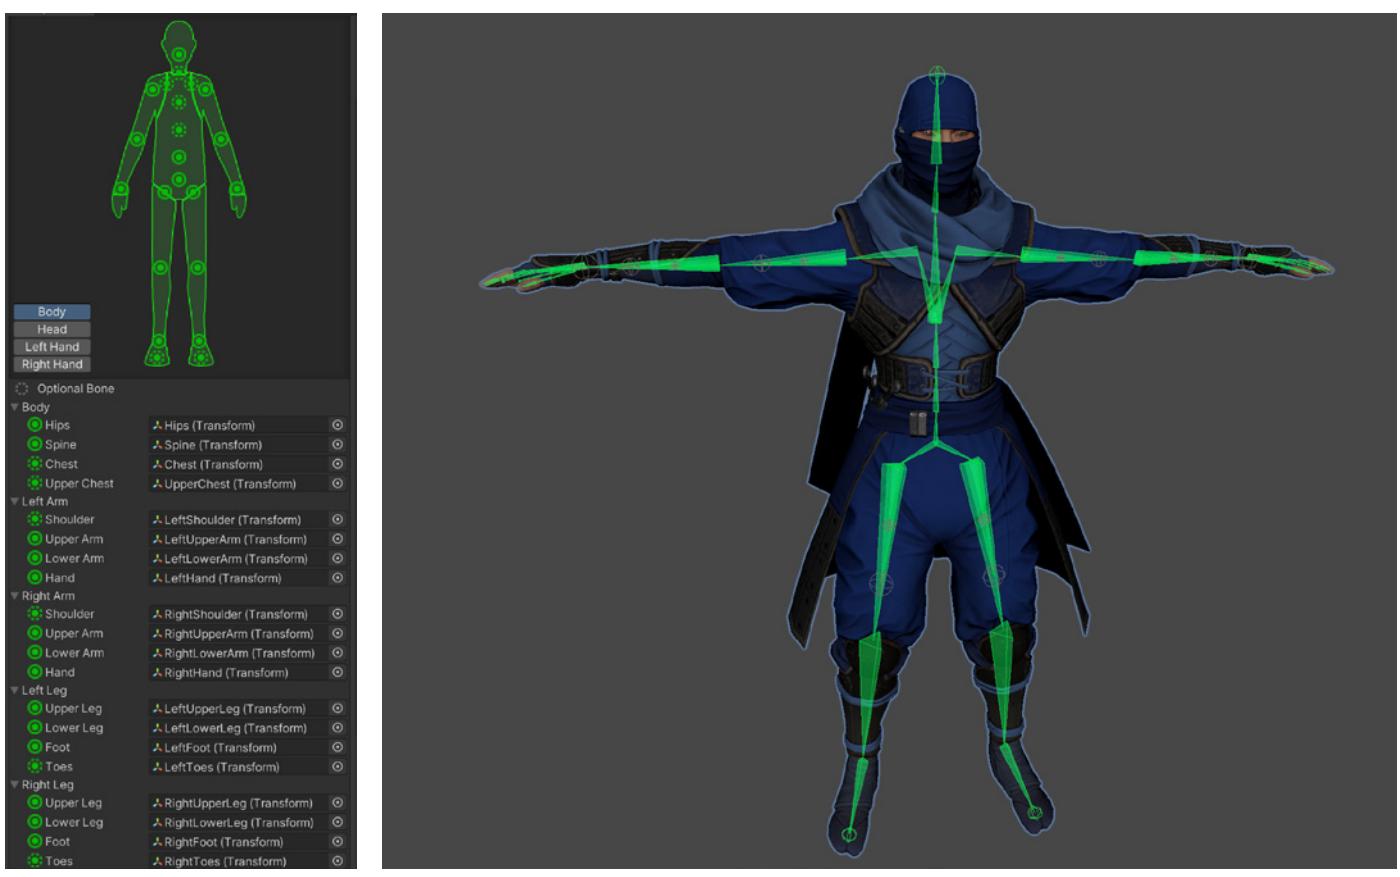 Body
Head
Left Hand
Right Hand
Optional Bone
Body
Hips Hips (Transform)
Spine Spine (Transform)
Chest Chest (Transform)
Upper Chest UpperChest (Transform)
Left Arm
Shoulder LeftShoulder (Transform)
Upper Arm LeftUpperArm (Transform)
Lower Arm LeftLowerArm (Transform)
Hand LeftHand (Transform)
Right Arm
Shoulder RightShoulder (Transform)
Upper Arm RightUpperArm (Transform)
Lower Arm RightLowerArm (Transform)
Hand RightHand (Transform)
Left Leg
Upper Leg LeftUpperLeg (Transform)
Lower Leg LeftLowerLeg (Transform)
Foot LeftFoot (Transform)
Toes LeftToes (Transform)
Right Leg
Upper Leg RightUpperLeg (Transform)
Lower Leg RightLowerLeg (Transform)
Foot RightFoot (Transform)
Toes RightToes (Transform)